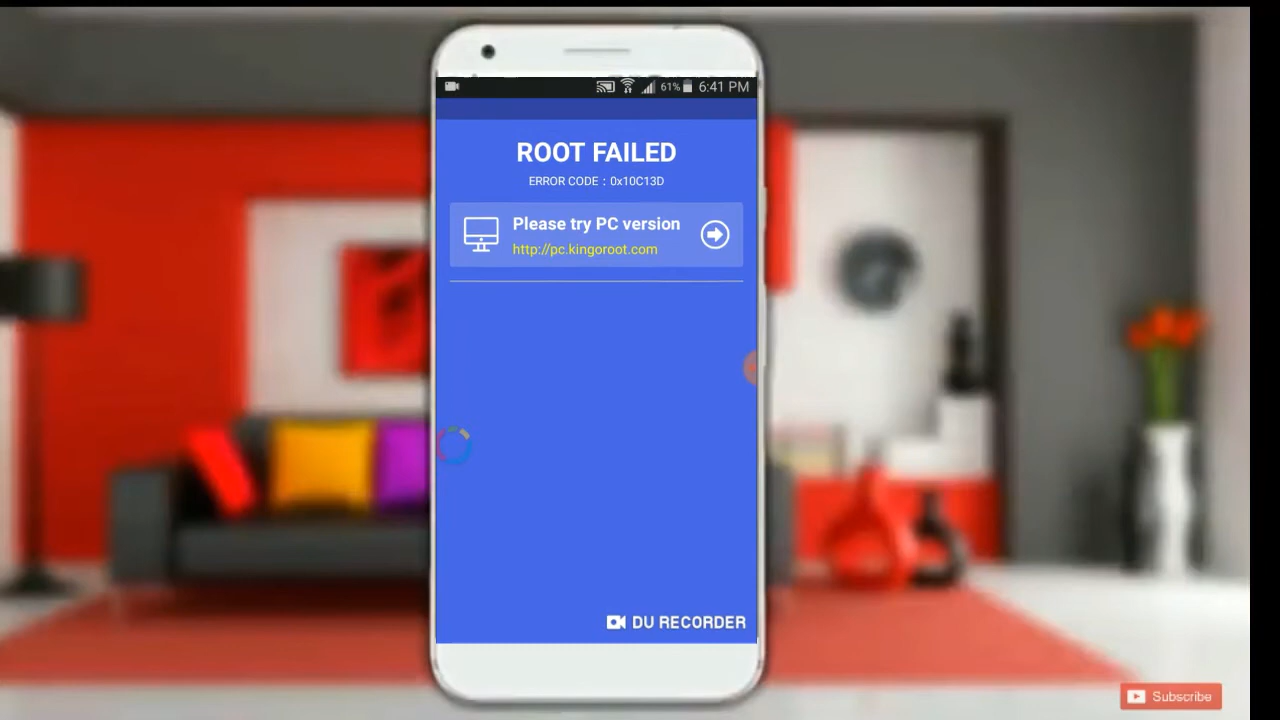 61% 6:41 PM
ROOT FAILED
ERROR CODE : 0x10C13D
Please try PC version
http://pc.kingoroot.com
DU RECORDER
Subscribe